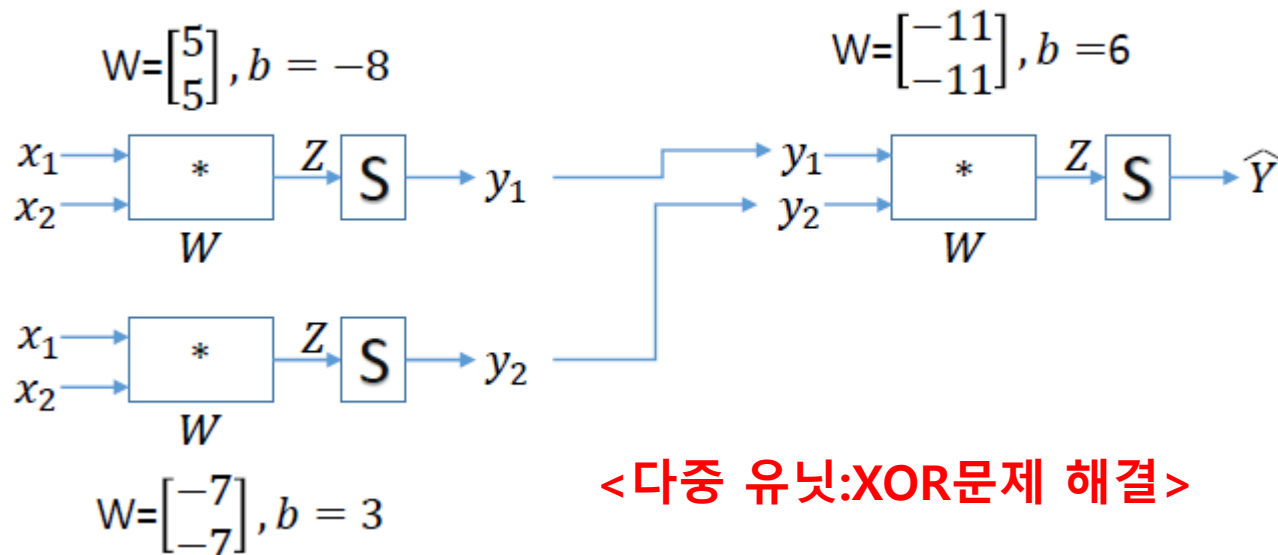 W=[5 5], b = −8
W=[−11 −11], b =6
x₁ * Z S y₁ y₁ * Z S Ŷ
x₂ y₂
W W
x₁ * Z S y₂
x₂
W
<다중 유닛:XOR문제 해결>
W=[−7 −7], b = 3